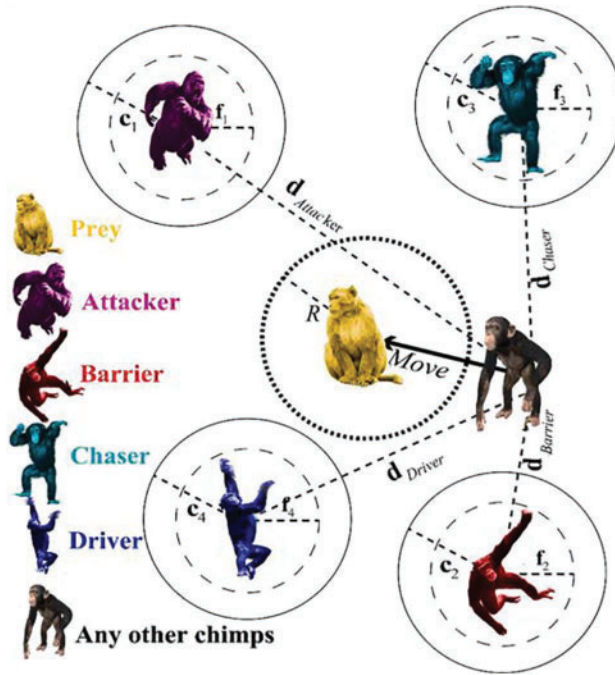 c₁
f₁
c₃
f₃
d Attacker
d Chaser
Prey
R
Attacker
Move
Barrier
d Barrier
Chaser
d Driver
c₄
f₄
Driver
c₂
f₂
Any other chimps